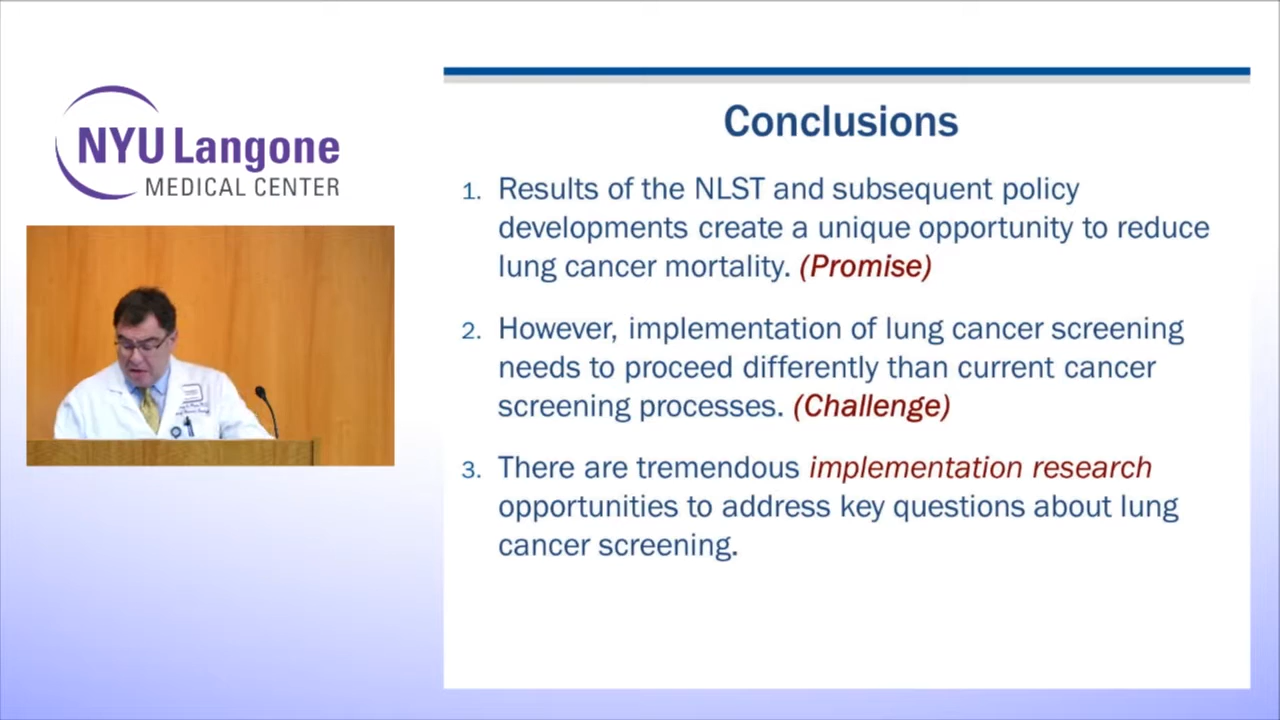 NYU Langone
MEDICAL CENTER
Conclusions
1. Results of the NLST and subsequent policy
developments create a unique opportunity to reduce
lung cancer mortality. (Promise)
2. However, implementation of lung cancer screening
needs to proceed differently than current cancer
screening processes. (Challenge)
3. There are tremendous implementation research
opportunities to address key questions about lung
cancer screening.